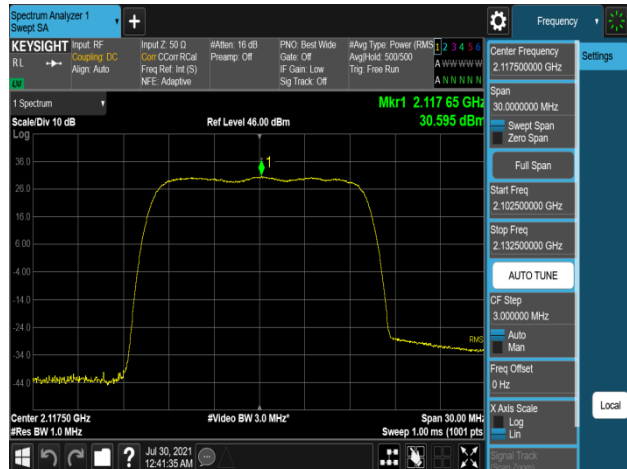 Spectrum Analyzer 1
Swept SA
Frequency
KEYSIGHT
Input: RF
Input Z: 50 Ω
#Atten: 16 dB
PNO: Best Wide
#Avg Type: Power (RMS
1 2 3 4 5 6
RL
Coupling: DC
Corr CCorr RCal
Preamp: Off
Gate: Off
Avg|Hold: 500/500
A W W W W W
Align: Auto
Freq Ref: Int (S)
IF Gain: Low
Trig: Free Run
NFE: Adaptive
Sig Track: Off
A N N N N N
LXI
1 Spectrum
Mkr1 2.117 65 GHz
Scale/Div 10 dB
Ref Level 46.00 dBm
30.595 dBm
Log
36.0
26.0
16.0
6.00
-4.00
-14.0
-24.0
-34.0
-44.0
1
RMS
Center 2.11750 GHz
#Video BW 3.0 MHz*
Span 30.00 MHz
#Res BW 1.0 MHz
Sweep 1.00 ms (1001 pts
Jul 30, 2021
12:41:35 AM
Center Frequency
2.117500000 GHz
Settings
Span
30.0000000 MHz
Swept Span
Zero Span
Full Span
Start Freq
2.102500000 GHz
Stop Freq
2.132500000 GHz
AUTO TUNE
CF Step
3.000000 MHz
Auto
Man
Freq Offset
0 Hz
X Axis Scale
Log
Lin
Local
Signal Track
(Span Zoom)